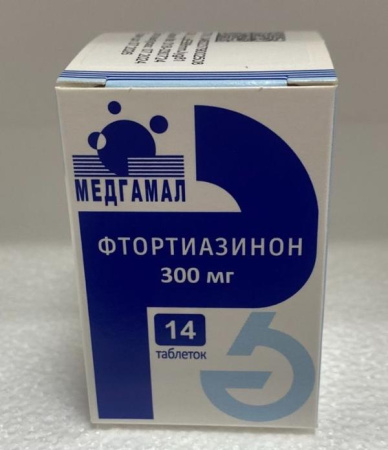 МЕДГАМАЛ
ФТОРТИАЗИНОН
300 мг
14
таблеток